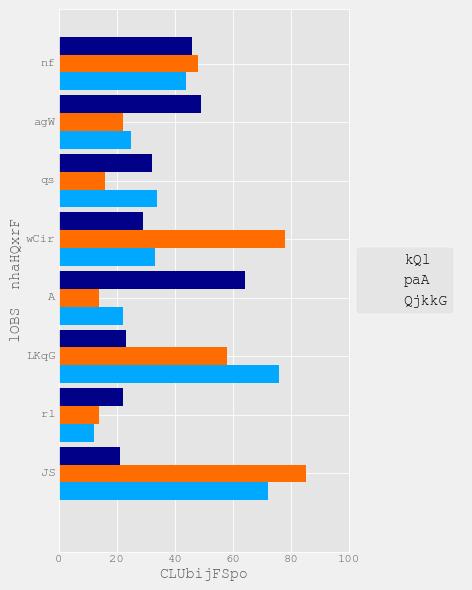 nf
agW
qs
wCir
A
LKqG
rl
JS
lOBS nhaHQxrF
0 20 40 60 80 100
CLUbijFSpo
kQl
paA
QjkkG